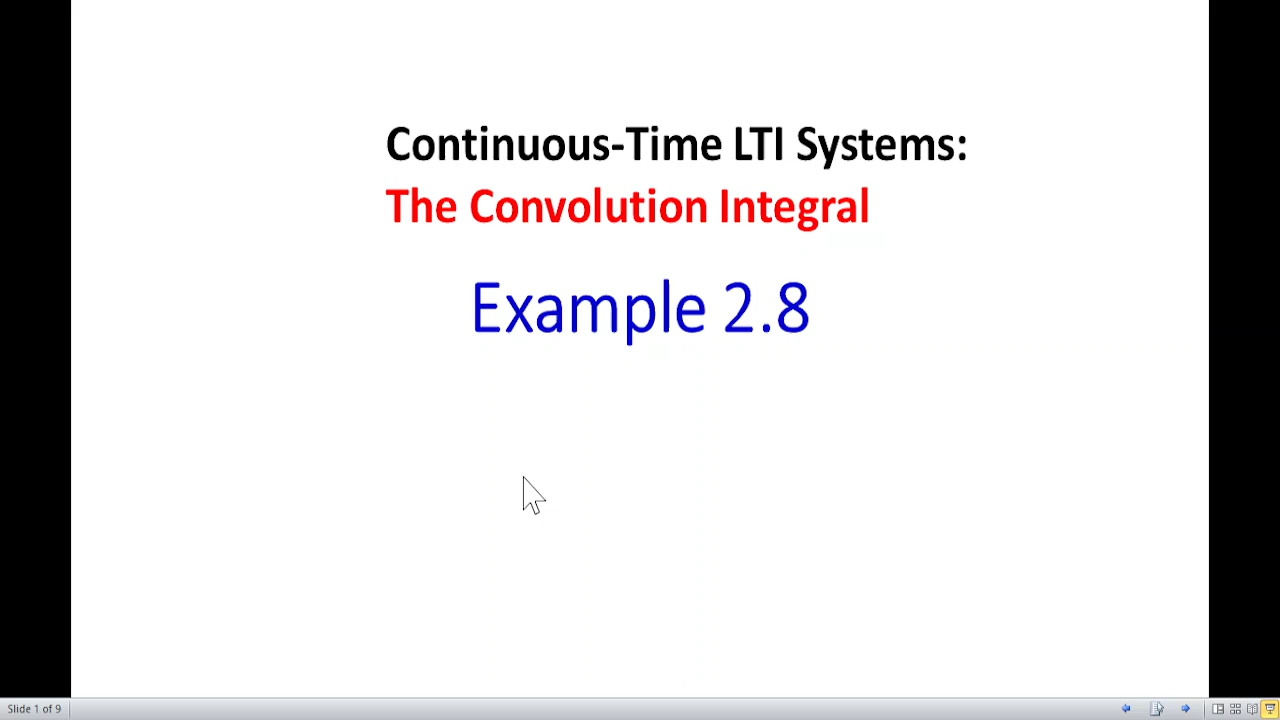 Continuous-Time LTI Systems:
The Convolution Integral
Example 2.8
Slide 1 of 9